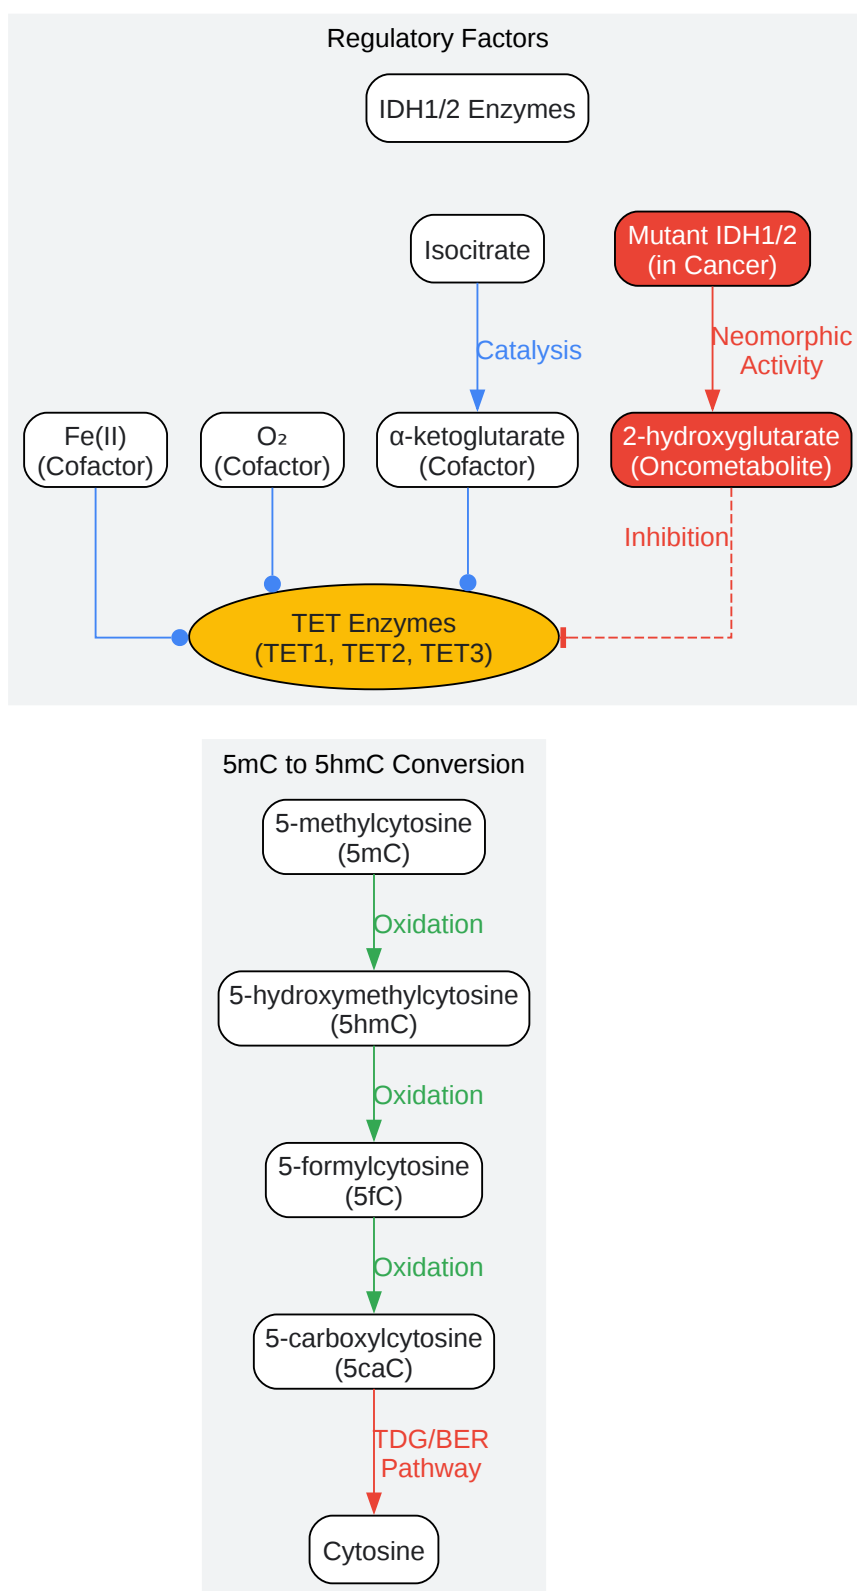 Regulatory Factors
IDH1/2 Enzymes
Isocitrate
Mutant IDH1/2
(in Cancer)
Catalysis
Neomorphic
Activity
Fe(II)
(Cofactor)
O₂
(Cofactor)
α-ketoglutarate
(Cofactor)
2-hydroxyglutarate
(Oncometabolite)
Inhibition
TET Enzymes
(TET1, TET2, TET3)
5mC to 5hmC Conversion
5-methylcytosine
(5mC)
Oxidation
5-hydroxymethylcytosine
(5hmC)
Oxidation
5-formylcytosine
(5fC)
Oxidation
5-carboxylcytosine
(5caC)
TDG/BER
Pathway
Cytosine